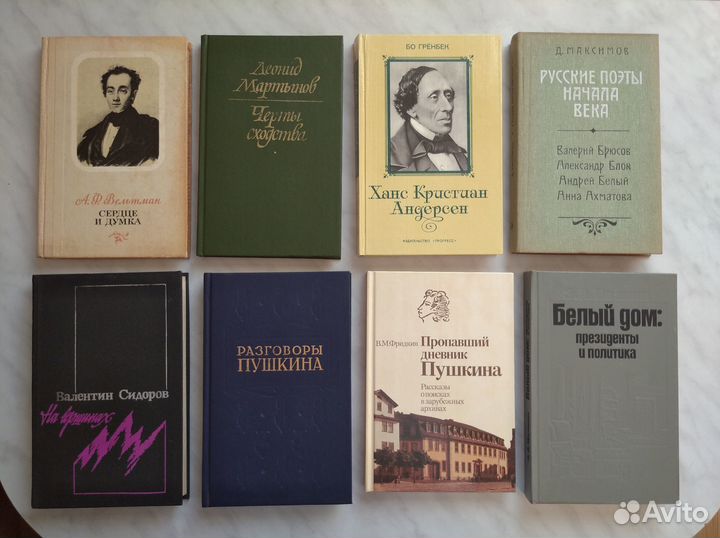 А. Ф. Вельтман
СЕРДЦЕ
И ДУМКА
Леонид
Мартынов
Черты
сходства
БО ГРЕНБЕК
Ханс Кристиан
Андерсен
ИЗДАТЕЛЬСТВО «ПРОГРЕСС»
Д. МАКСИМОВ
РУССКИЕ ПОЭТЫ
НАЧАЛА
ВЕКА
Валерий Брюсов
Александр Блок
Андрей Белый
Анна Ахматова
Валентин Сидоров
На вершинах
РАЗГОВОРЫ
ПУШКИНА
В.М.Фридкин
Пропавший
дневник
Пушкина
Рассказы
о поисках
в зарубежных
архивах
Белый дом:
президенты
и политика
Avito